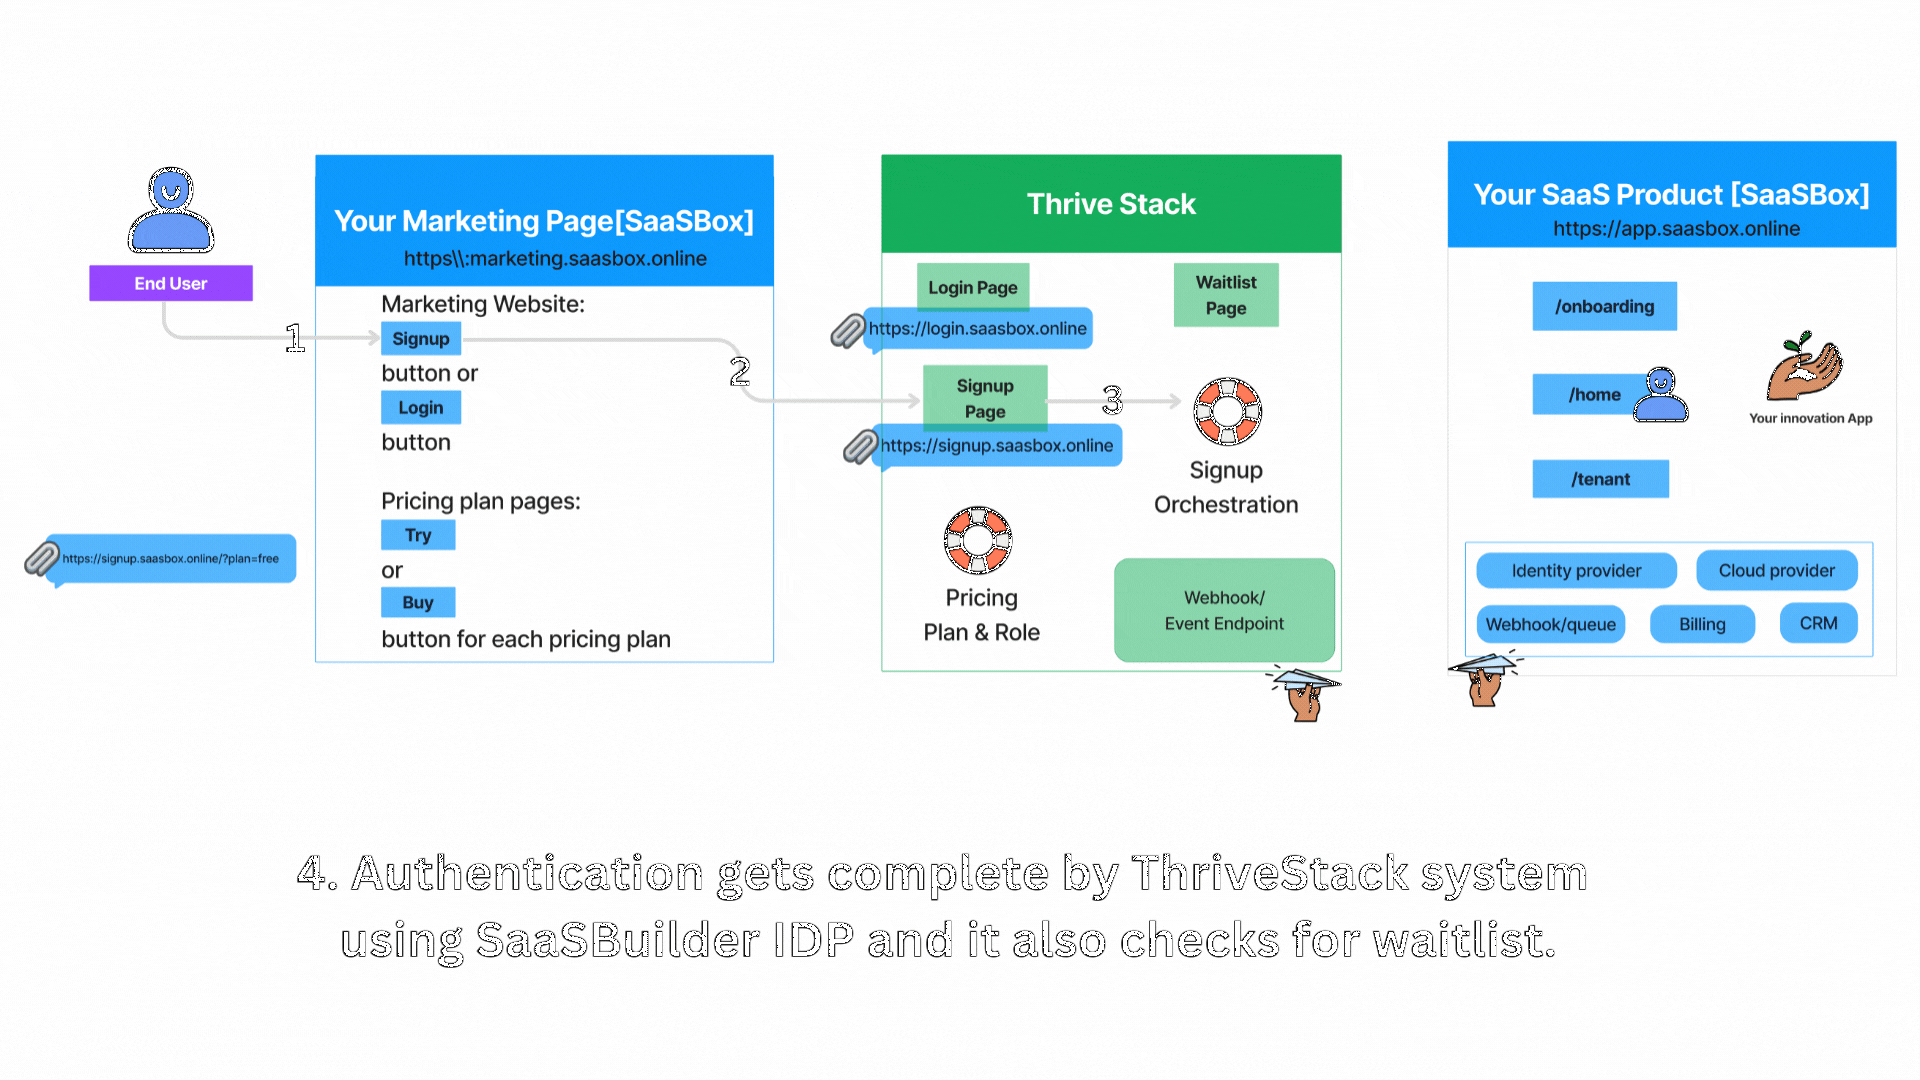 End User
1
https://signup.saasbox.online/?plan=free
Your Marketing Page[SaaSBox]
https\\:marketing.saasbox.online
Marketing Website:
Signup
button or
Login
button
Pricing plan pages:
Try
or
Buy
button for each pricing plan
2
Thrive Stack
Login Page
https://login.saasbox.online
Waitlist
Page
Signup
Page
https://signup.saasbox.online
3
Signup
Orchestration
Pricing
Plan & Role
Webhook/
Event Endpoint
Your SaaS Product [SaaSBox]
https://app.saasbox.online
/onboarding
/home
/tenant
Your innovation App
Identity provider
Cloud provider
Webhook/queue
Billing
CRM
4. Authentication gets complete by ThriveStack system
using SaaSBuilder IDP and it also checks for waitlist.